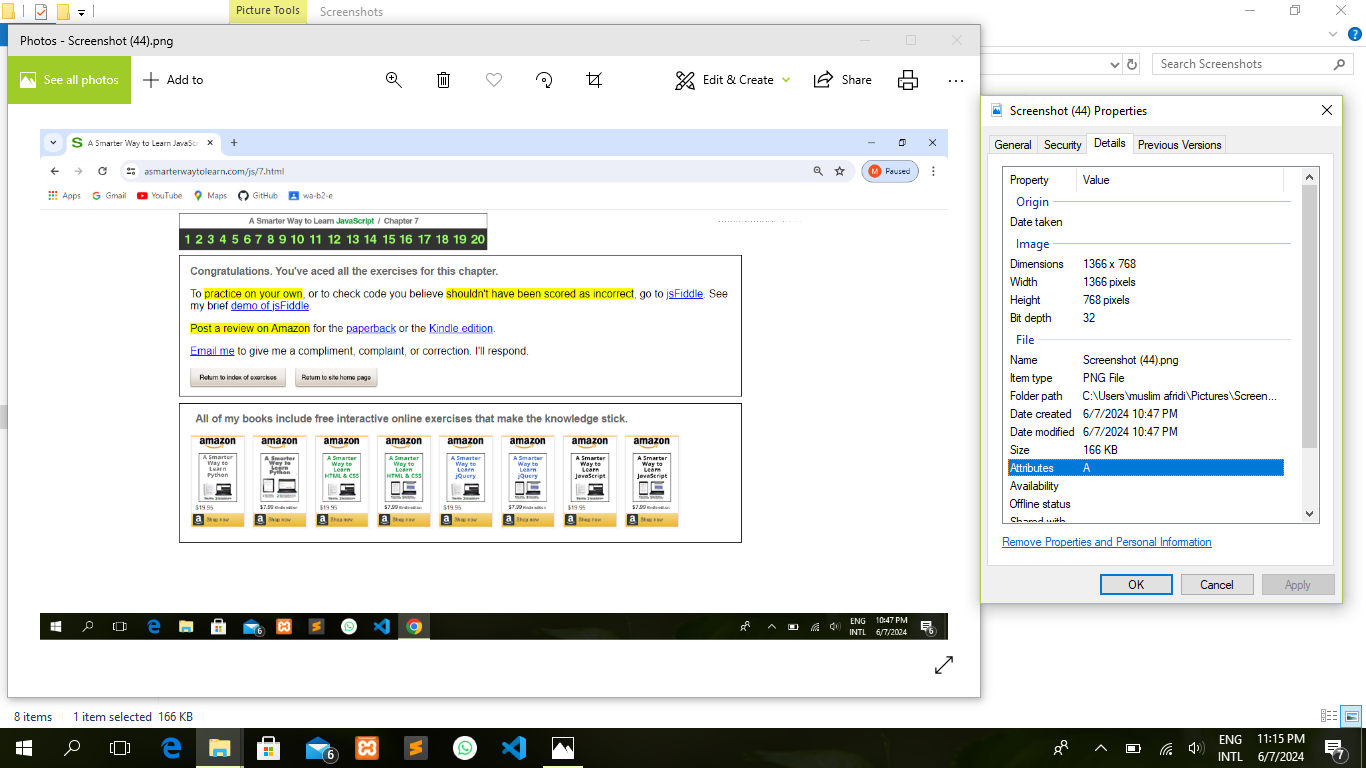 Picture Tools
Screenshots
Photos - Screenshot (44).png
See all photos
Add to
Edit & Create
Share
Search Screenshots
A Smarter Way to Learn JavaSc
asmarterwaytolearn.com/js/7.html
Paused
M
Apps
Gmail
YouTube
Maps
GitHub
wa-b2-e
A Smarter Way to Learn JavaScript / Chapter 7
1 2 3 4 5 6 7 8 9 10 11 12 13 14 15 16 17 18 19 20
Congratulations. You've aced all the exercises for this chapter.
To practice on your own, or to check code you believe shouldn't have been scored as incorrect, go to jsFiddle. See
my brief demo of jsFiddle.
Post a review on Amazon for the paperback or the Kindle edition.
Email me to give me a compliment, complaint, or correction. I'll respond.
Return to index of exercises
Return to site home page
All of my books include free interactive online exercises that make the knowledge stick.
amazon
A Smarter
Way to
Learn
Python
$19.95
Shop now
amazon
A Smarter
Way to
Learn
Python
$7.99 Kindle edition
Shop now
amazon
A Smarter
Way to
Learn
HTML & CSS
$19.95
Shop now
amazon
A Smarter
Way to
Learn
HTML & CSS
$7.99 Kindle edition
Shop now
amazon
A Smarter
Way to
Learn
jQuery
$19.95
Shop now
amazon
A Smarter
Way to
Learn
jQuery
$7.99 Kindle edition
Shop now
amazon
A Smarter
Way to
Learn
JavaScript
$19.95
Shop now
amazon
A Smarter
Way to
Learn
JavaScript
$7.99 Kindle edition
Shop now
6
ENG
INTL
10:47 PM
6/7/2024
6
Screenshot (44) Properties
General
Security
Details
Previous Versions
Property
Value
Origin
Date taken
Image
Dimensions 1366 x 768
Width 1366 pixels
Height 768 pixels
Bit depth 32
File
Name Screenshot (44).png
Item type PNG File
Folder path C:\Users\muslim afridi\Pictures\Screen...
Date created 6/7/2024 10:47 PM
Date modified 6/7/2024 10:47 PM
Size 166 KB
Attributes A
Availability
Offline status
Shared with
Remove Properties and Personal Information
OK
Cancel
Apply
8 items
1 item selected 166 KB
6
ENG
INTL
11:15 PM
6/7/2024
7